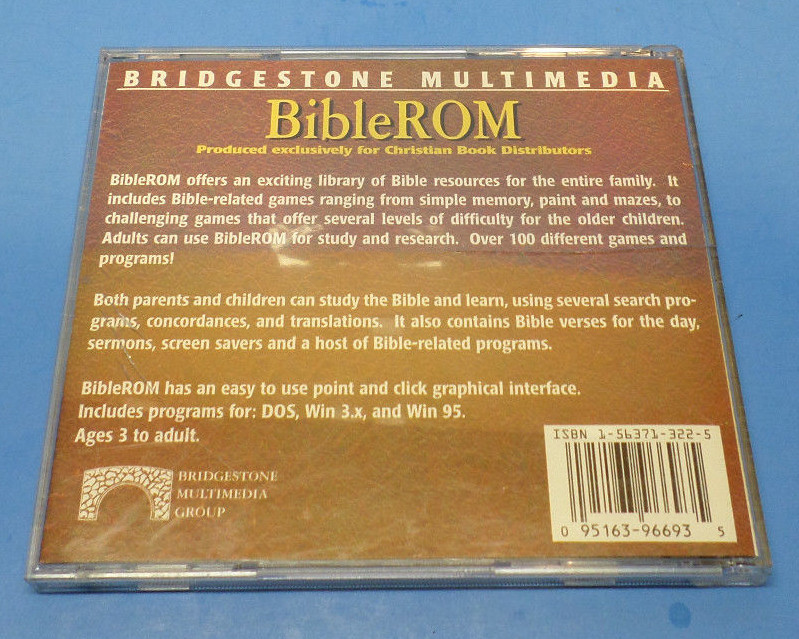 BRIDGESTONE MULTIMEDIA
BibleROM
Produced exclusively for Christian Book Distributors
BibleROM offers an exciting library of Bible resources for the entire family. It
includes Bible-related games ranging from simple memory, paint and mazes, to
challenging games that offer several levels of difficulty for the older children.
Adults can use BibleROM for study and research. Over 100 different games and
programs!
Both parents and children can study the Bible and learn, using several search pro-
grams, concordances, and translations. It also contains Bible verses for the day,
sermons, screen savers and a host of Bible-related programs.
BibleROM has an easy to use point and click graphical interface.
Includes programs for: DOS, Win 3.x, and Win 95.
Ages 3 to adult.
BRIDGESTONE
MULTIMEDIA
GROUP
ISBN 1-56371-322-5
0 95163-96693 5